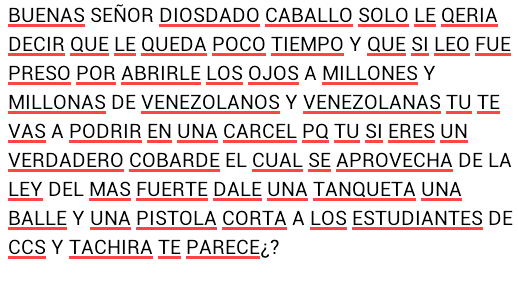 BUENAS SEÑOR DIOSDADO CABALLO SOLO LE QERIA
DECIR QUE LE QUEDA POCO TIEMPO Y QUE SI LEO FUE
PRESO POR ABRIRLE LOS OJOS A MILLONES Y
MILLONAS DE VENEZOLANOS Y VENEZOLANAS TU TE
VAS A PODRIR EN UNA CARCEL PQ TU SI ERES UN
VERDADERO COBARDE EL CUAL SE APROVECHA DE LA
LEY DEL MAS FUERTE DALE UNA TANQUETA UNA
BALLE Y UNA PISTOLA CORTA A LOS ESTUDIANTES DE
CCS Y TACHIRA TE PARECE¿?